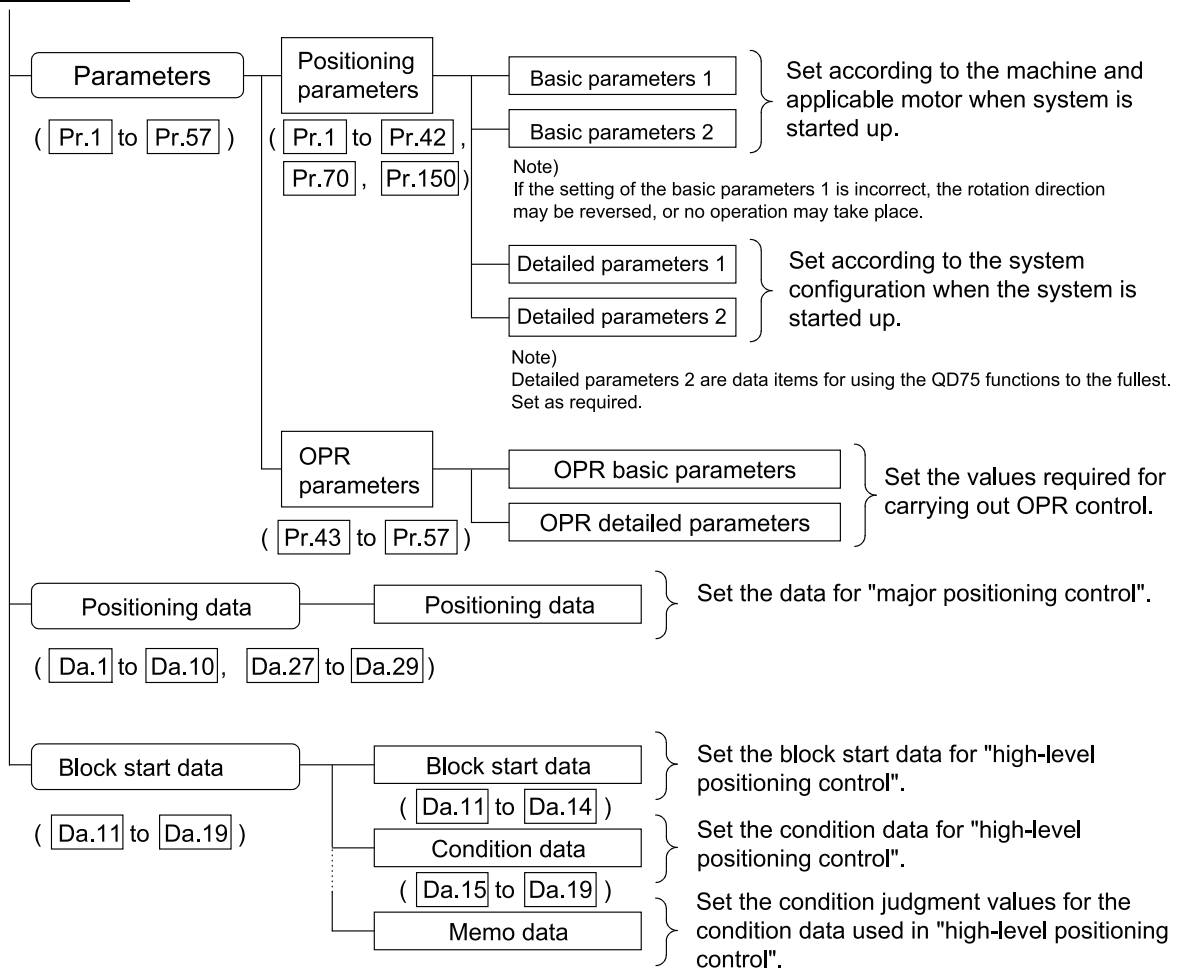 Parameters
( Pr.1 to Pr.57 )
Positioning
parameters
( Pr.1 to Pr.42 ,
Pr.70 , Pr.150 )
Basic parameters 1
Basic parameters 2
Set according to the machine and
applicable motor when system is
started up.
Note)
If the setting of the basic parameters 1 is incorrect, the rotation direction
may be reversed, or no operation may take place.
Detailed parameters 1
Detailed parameters 2
Set according to the system
configuration when the system is
started up.
Note)
Detailed parameters 2 are data items for using the QD75 functions to the fullest.
Set as required.
OPR
parameters
( Pr.43 to Pr.57 )
OPR basic parameters
OPR detailed parameters
Set the values required for
carrying out OPR control.
Positioning data
( Da.1 to Da.10 , Da.27 to Da.29 )
Positioning data
Set the data for "major positioning control".
Block start data
( Da.11 to Da.19 )
Block start data
( Da.11 to Da.14 )
Set the block start data for "high-level
positioning control".
Condition data
( Da.15 to Da.19 )
Set the condition data for "high-level
positioning control".
Memo data
Set the condition judgment values for the
condition data used in "high-level positioning
control".